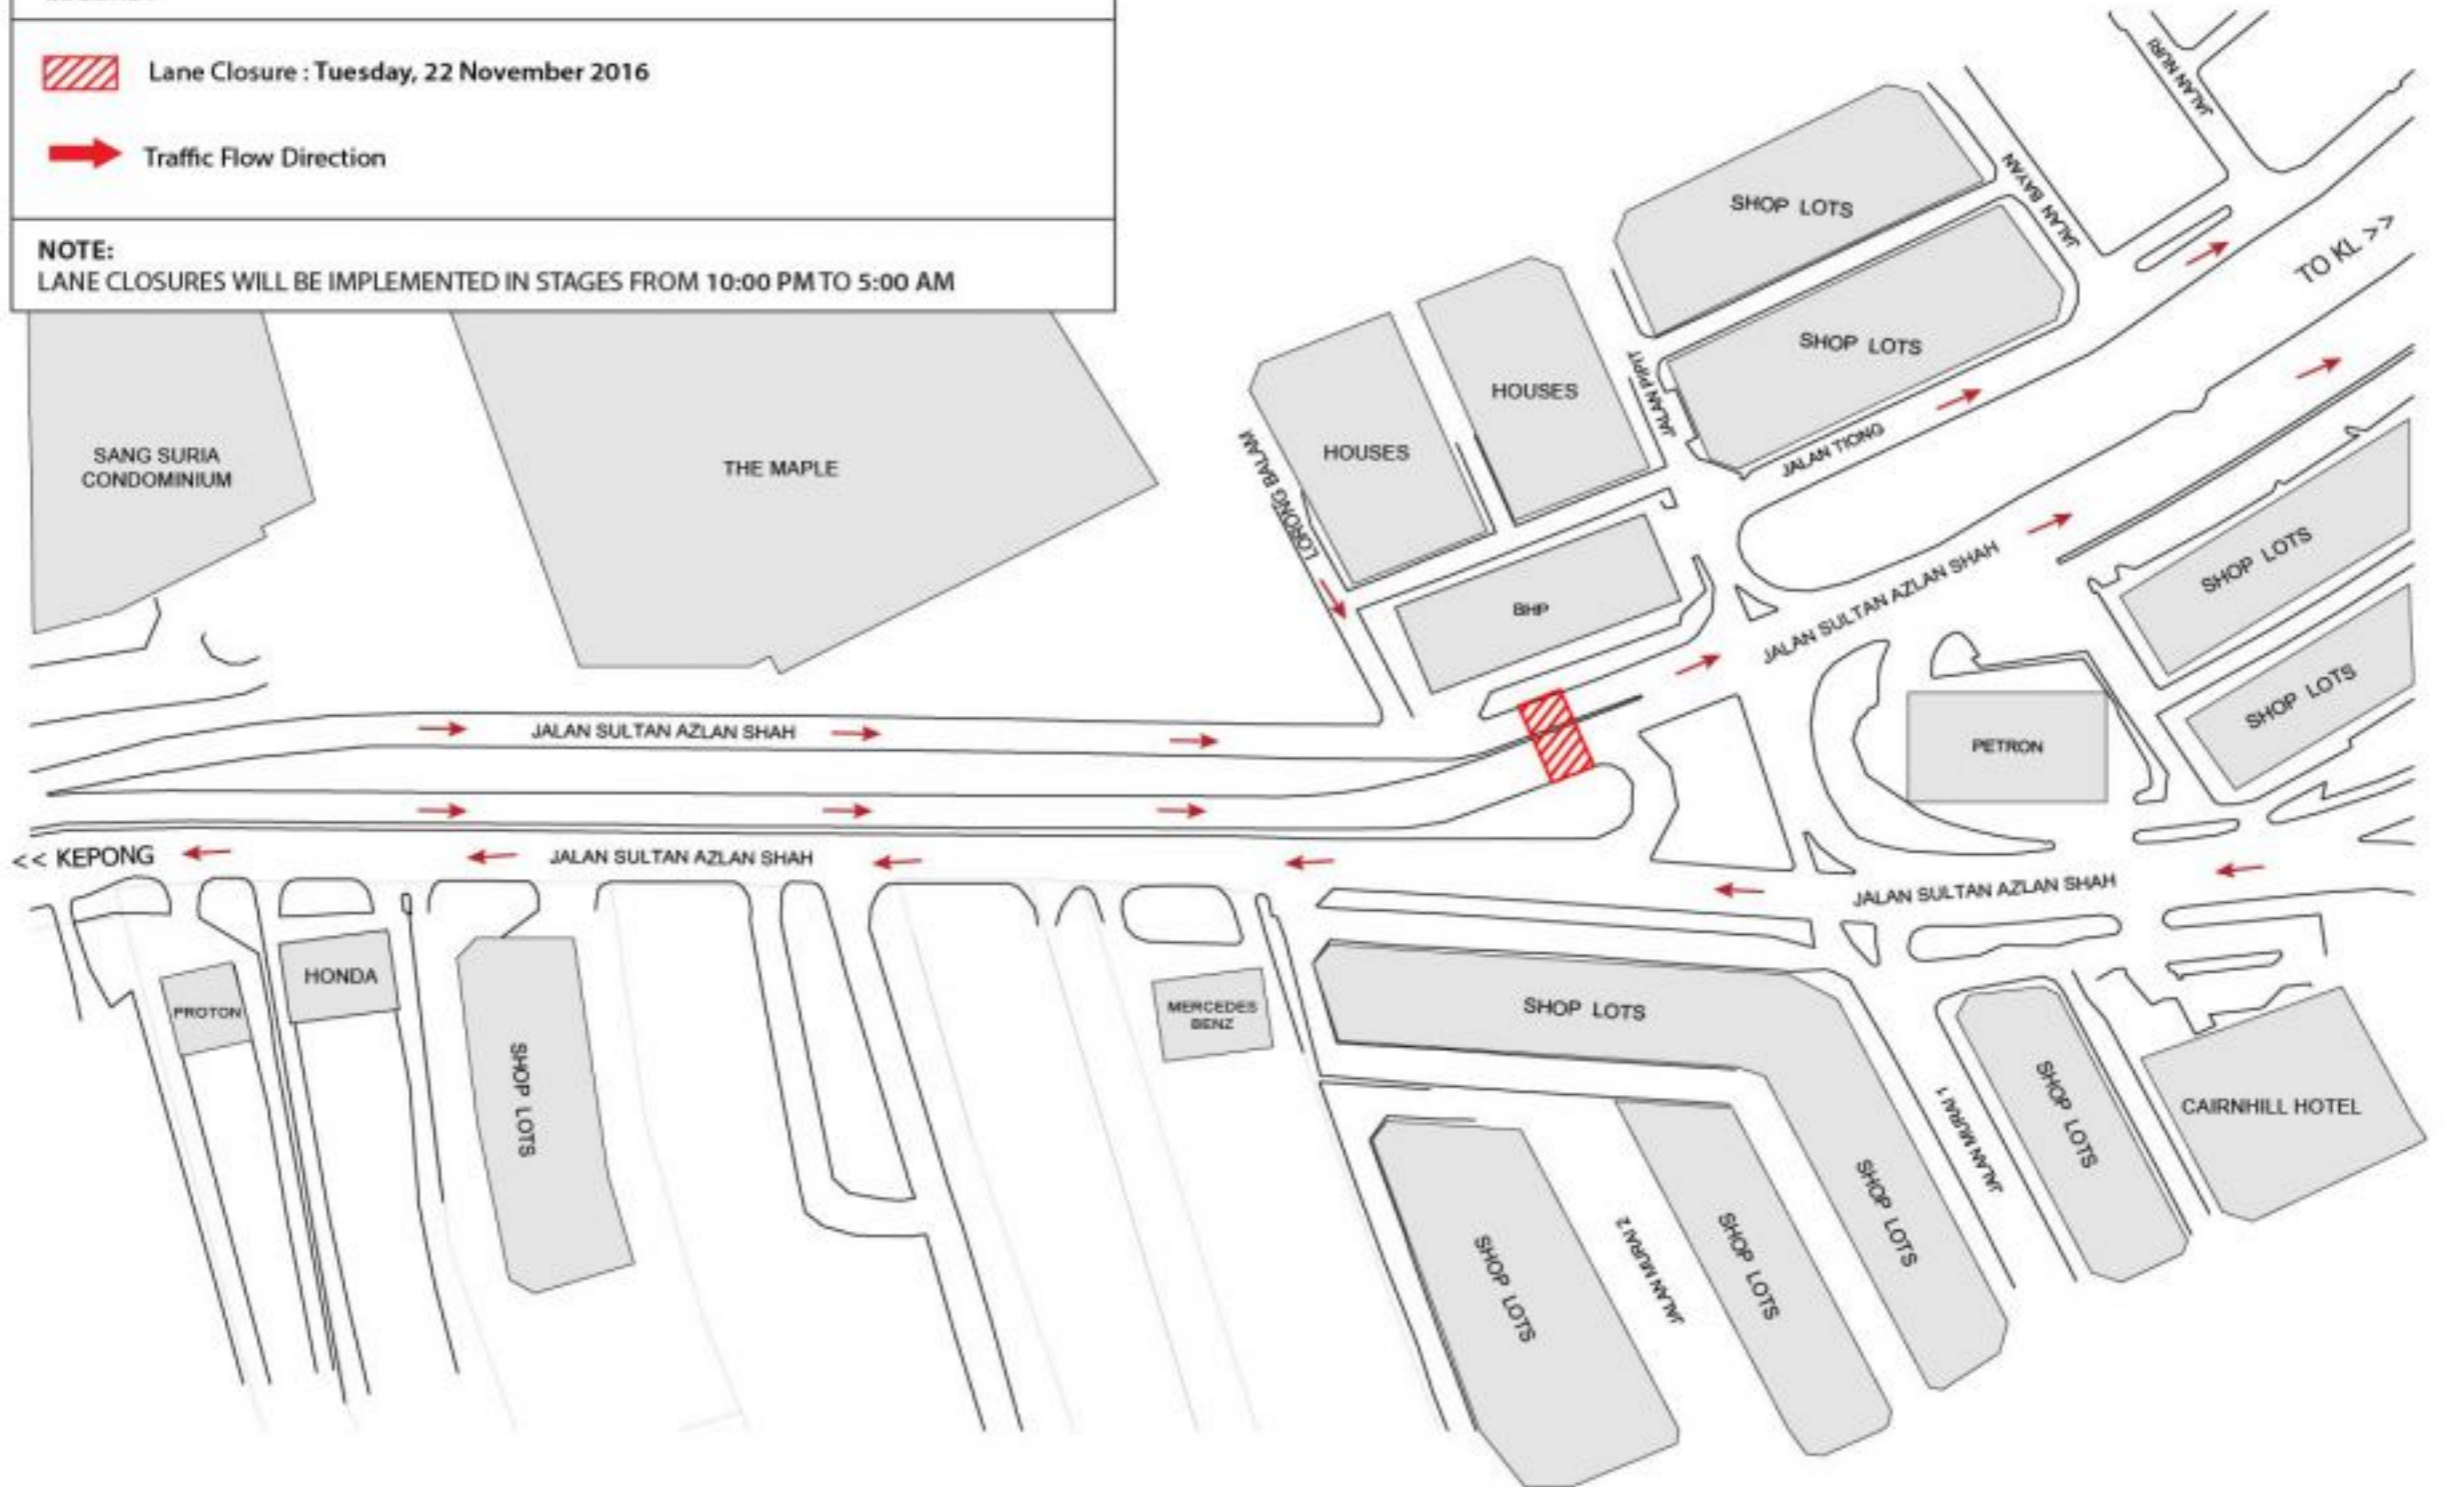 Lane Closure : Tuesday, 22 November 2016
Traffic Flow Direction
NOTE:
LANE CLOSURES WILL BE IMPLEMENTED IN STAGES FROM 10:00 PM TO 5:00 AM
JALAN NURI
JALAN BAYAN
SHOP LOTS
TO KL >>
SHOP LOTS
HOUSES
HOUSES
JALAN PIPIT
JALAN TIONG
SANG SURIA
CONDOMINIUM
THE MAPLE
LORONG BALAM
BHP
JALAN SULTAN AZLAN SHAH
SHOP LOTS
SHOP LOTS
JALAN SULTAN AZLAN SHAH
PETRON
<< KEPONG
JALAN SULTAN AZLAN SHAH
JALAN SULTAN AZLAN SHAH
PROTON
HONDA
SHOP LOTS
MERCEDES
BENZ
SHOP LOTS
SHOP LOTS
JALAN MURAI 2
SHOP LOTS
SHOP LOTS
JALAN MURAI 1
SHOP LOTS
CAIRNHILL HOTEL